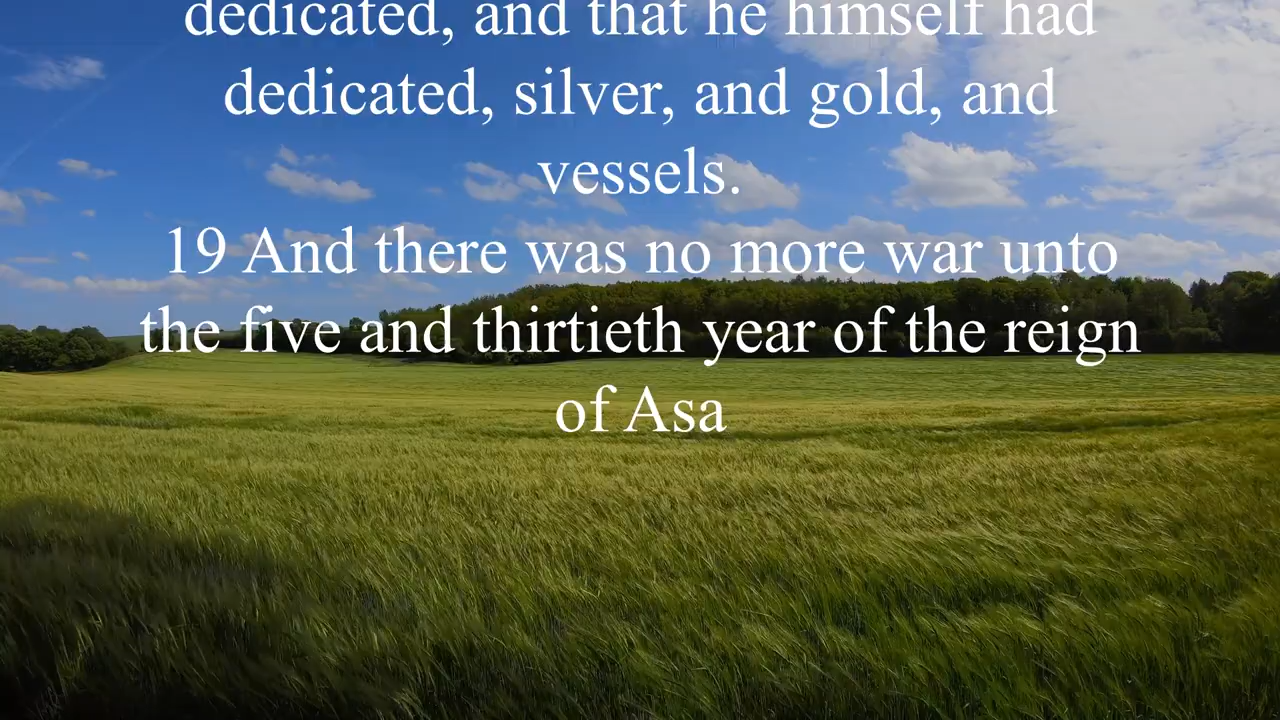 dedicated, and that he himself had
dedicated, silver, and gold, and
vessels.
19 And there was no more war unto
the five and thirtieth year of the reign
of Asa